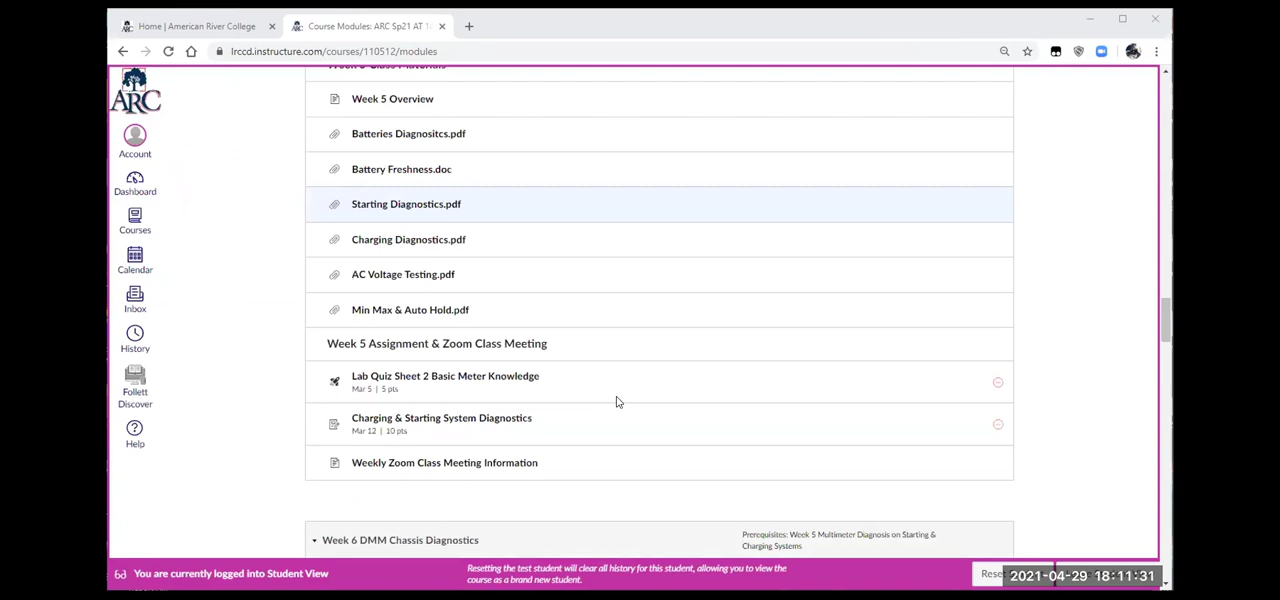 Home | American River College
Course Modules: ARC Sp21 AT 1
lrccd.instructure.com/courses/110512/modules
ARC
Account
Dashboard
Courses
Calendar
Inbox
History
Follett
Discover
Help
Week 5 Overview
Batteries Diagnositcs.pdf
Battery Freshness.doc
Starting Diagnostics.pdf
Charging Diagnostics.pdf
AC Voltage Testing.pdf
Min Max & Auto Hold.pdf
Week 5 Assignment & Zoom Class Meeting
Lab Quiz Sheet 2 Basic Meter Knowledge
Mar 5 | 5 pts
Charging & Starting System Diagnostics
Mar 12 | 10 pts
Weekly Zoom Class Meeting Information
Week 6 DMM Chassis Diagnostics
Prerequisites: Week 5 Multimeter Diagnosis on Starting &
Charging Systems
You are currently logged into Student View
Resetting the test student will clear all history for this student, allowing you to view the
course as a brand new student.
Reset
2021-04-29 18:11:31